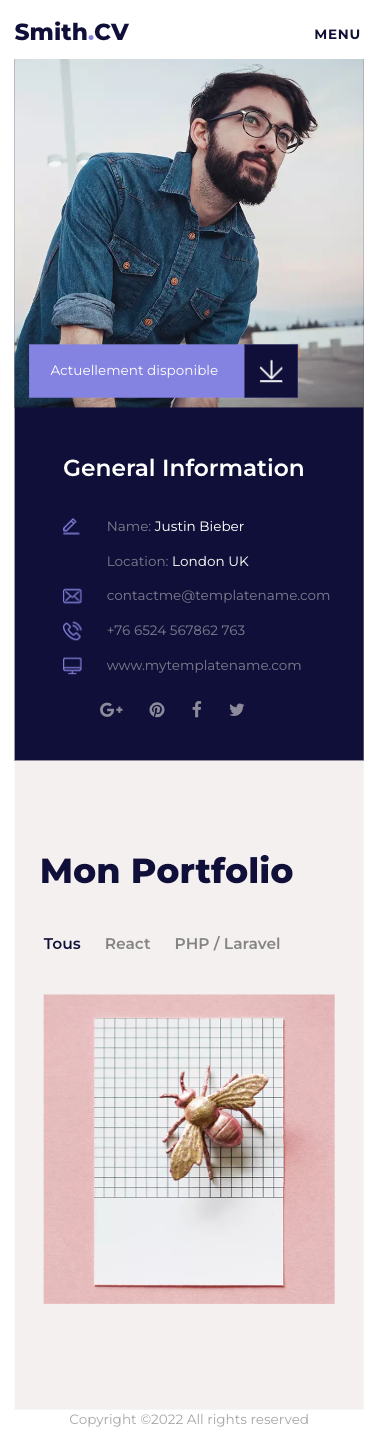 Smith.CV
MENU
Actuellement disponible
General Information
Name: Justin Bieber
Location: London UK
contactme@templatename.com
+76 6524 567862 763
www.mytemplatename.com
Mon Portfolio
Tous React PHP / Laravel
Copyright ©2022 All rights reserved